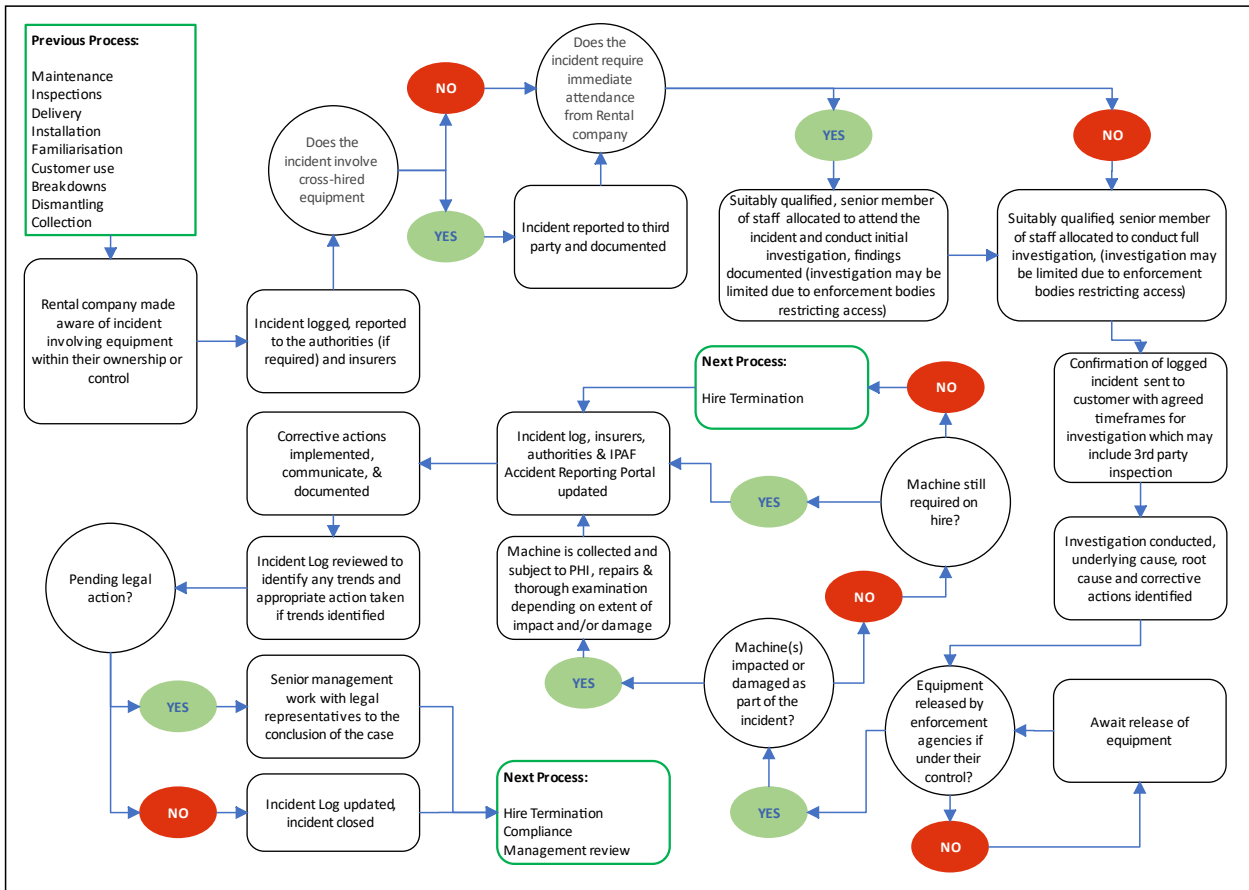 Previous Process:
Maintenance
Inspections
Delivery
Installation
Familiarisation
Customer use
Breakdowns
Dismantling
Collection
Rental company made
aware of incident
involving equipment
within their ownership or
control
Incident logged, reported
to the authorities (if
required) and insurers
Does the
incident involve
cross-hired
equipment
NO
YES
Incident reported to third
party and documented
Does the
incident require
immediate
attendance
from Rental
company
YES
NO
Suitably qualified, senior member
of staff allocated to attend the
incident and conduct initial
investigation, findings
documented (investigation may be
limited due to enforcement bodies
restricting access)
Suitably qualified, senior member
of staff allocated to conduct full
investigation, (investigation may
be limited due to enforcement
bodies restricting access)
Confirmation of logged
incident sent to
customer with agreed
timeframes for
investigation which may
include 3rd party
inspection
Investigation conducted,
underlying cause, root
cause and corrective
actions identified
Equipment
released by
enforcement
agencies if
under their
control?
NO
Await release of
equipment
YES
Machine(s)
impacted or
damaged as
part of the
incident?
YES
NO
Machine is collected and
subject to PHI, repairs &
thorough examination
depending on extent of
impact and/or damage
Machine still
required on
hire?
YES
NO
Next Process:
Hire Termination
Incident log, insurers,
authorities & IPAF
Accident Reporting Portal
updated
Corrective actions
implemented,
communicate, &
documented
Incident Log reviewed to
identify any trends and
appropriate action taken
if trends identified
Pending legal
action?
YES
Senior management
work with legal
representatives to the
conclusion of the case
NO
Incident Log updated,
incident closed
Next Process:
Hire Termination
Compliance
Management review